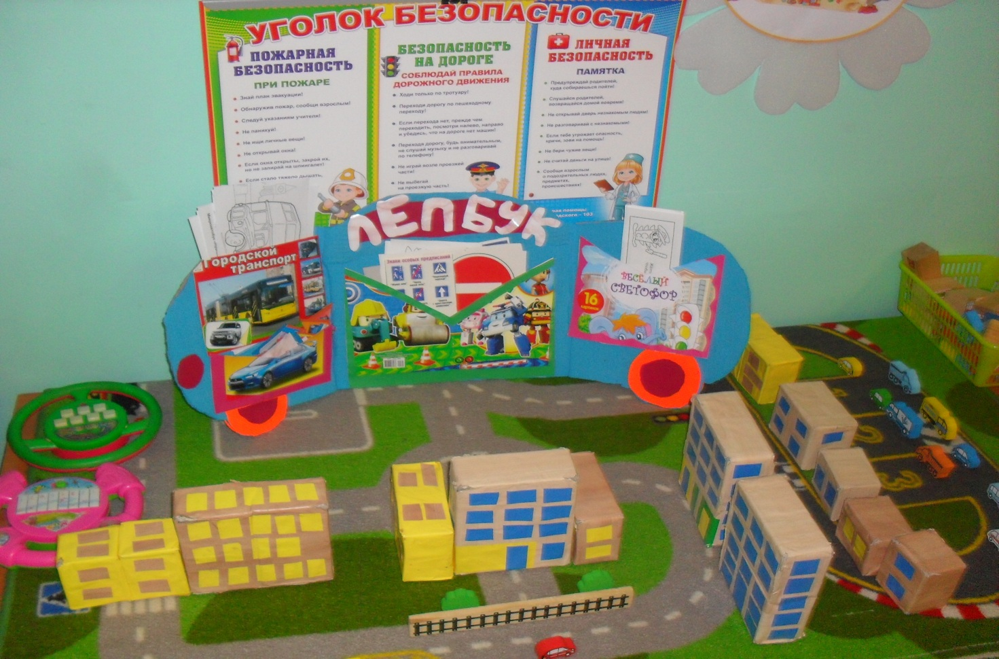 УГОЛОК БЕЗОПАСНОСТИ
ПОЖАРНАЯ
БЕЗОПАСНОСТЬ
ПРИ ПОЖАРЕ
Знай план эвакуации!
Обнаружив пожар, сообщи взрослым!
Следуй указаниям учителя!
Не паникуй!
Не ищи личные вещи!
Не открывай окна!
Если окна открыты, закрой их,
но не запирай на шпингалет!
Если стало тяжело дышать,
БЕЗОПАСНОСТЬ
НА ДОРОГЕ
СОБЛЮДАЙ ПРАВИЛА
ДОРОЖНОГО ДВИЖЕНИЯ
Ходи только по тротуару!
Переходи дорогу по пешеходному
переходу!
Если перехода нет, прежде чем
переходить, посмотри налево, направо
и убедись, что на дороге нет машин!
Переходя дорогу, будь внимательным,
не слушай музыку и не разговаривай
по телефону!
Не играй возле проезжей
части!
Не выбегай
на проезжую часть!
ЛИЧНАЯ
БЕЗОПАСНОСТЬ
ПАМЯТКА
Предупреждай родителей,
куда собираешься пойти!
Слушайся родителей,
возвращайся домой вовремя!
Не открывай дверь незнакомым людям!
Не разговаривай с незнакомыми!
Если тебе угрожает опасность,
кричи, зови на помощь!
Не бери чужие вещи!
Не считай деньги на улице!
Сообщи взрослым
о подозрительных людях,
предметах,
происшествиях!
помощь:
– 103
ЛЕПБУК
Городской
транспорт
Знаки особых предписаний
ВЕСЁЛЫЙ
СВЕТОФОР
16
картинок
2
3